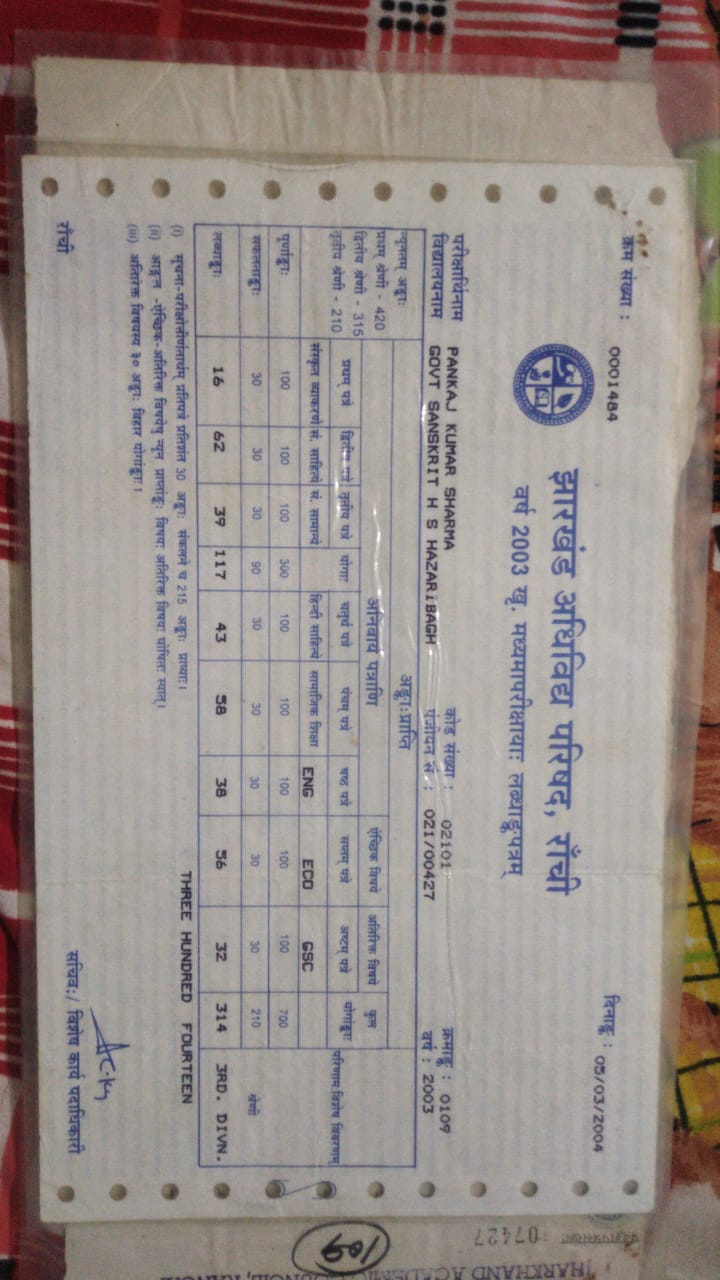 क्रम संख्या : 0001484
दिनाङ्क : 05/03/2004
झारखंड अधिविद्य परिषद, राँची
वर्ष 2003 ख्रृ. मध्यमापरीक्षायाः लब्धाङ्कपत्रम्
परीक्षार्थिनाम PANKAJ KUMAR SHARMA कोड संख्या : 02101 क्रमाङ्क : 0109
विद्यालयनाम GOVT SANSKRIT H S HAZARIBAGH पंजीयन सं. : 021/00427 वर्ष : 2003
न्यूनतम् अङ्काः अङ्काःप्राप्ति
प्रथम् श्रेणी - 420 अनिवार्य पत्राणि ऐच्छिक विषये अतिरिक्त विषये कुल परिणाम/विशेष विवरणम्
द्वितीय श्रेणी - 315
तृतीय श्रेणी - 210 प्रथम् पत्रे द्वितीय पत्रे तृतीय पत्रे योगाः चतुर्थ पत्रे पंचम् पत्रे षष्ठ पत्रे सप्तम् पत्रे अष्टम् पत्रे योगाङ्काः
संस्कृत व्याकरणे सं. साहित्ये सं. सामान्ये हिन्दी साहित्ये सामाजिक शिक्षा ENG ECO GSC
पूर्णाङ्काः 100 100 100 300 100 100 100 100 100 700
सफलताङ्काः 30 30 30 90 30 30 30 30 30 210 श्रेणी
लब्धाङ्काः 16 62 39 117 43 58 38 56 32 314 3RD. DIVN.
THREE HUNDRED FOURTEEN
(i) सूचना-परीक्षोत्तीर्णतार्थम् प्रतिपत्रे प्रतिशतं 30 अङ्काः संकलने च 215 अङ्काः प्राप्याः।
(ii) आङ्गल -ऐच्छिक-अतिरिक्त विषयेषु न्यून प्राप्ताङ्कः विषयः अतिरिक्त विषयः घोषितः स्यात्।
(iii) अतिरिक्त विषयस्य ३० अङ्काः विहाय योगांङ्काः।
राँची
सचिवः/ विशेष कार्य पदाधिकारी
109
07427
JHARKHAND ACADEMIC COUNCIL, RANCHI